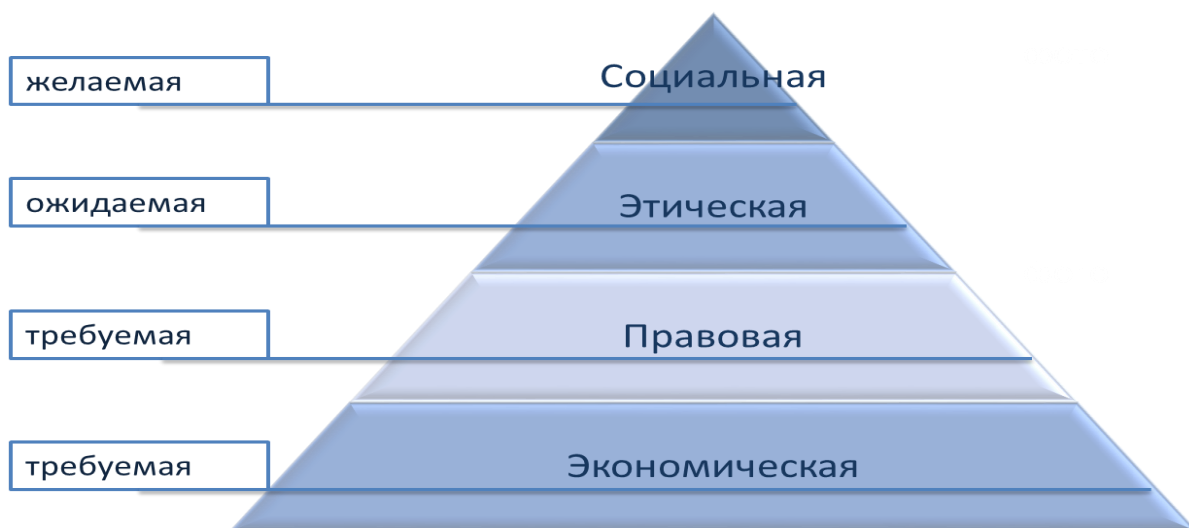 желаемая
Социальная
ожидаемая
Этическая
требуемая
Правовая
требуемая
Экономическая